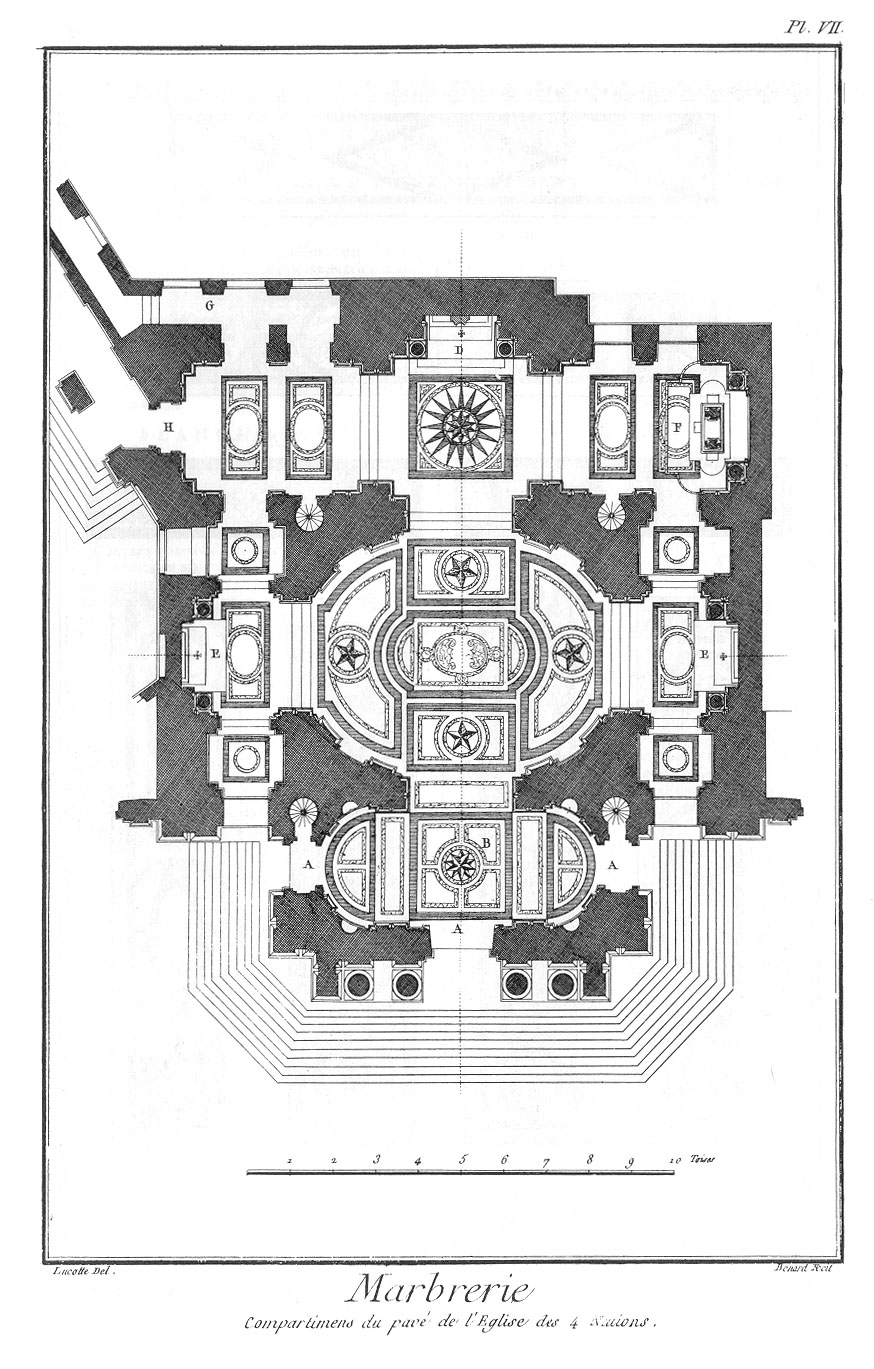 Pl. VII.
G
D
H
F
E
E
B
A
A
A
1 2 3 4 5 6 7 8 9 10 Toises
Lucotte Del.
Benard Fecit
Marbrerie
Compartimens du pavé de l'Eglise des 4 Nations.